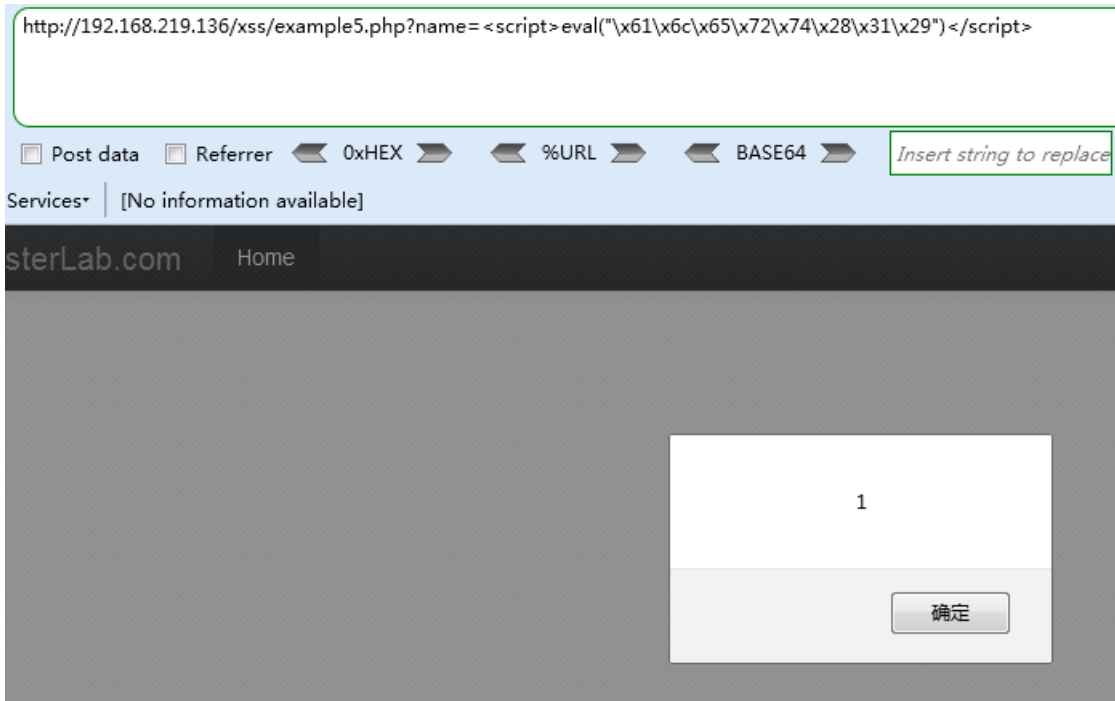 http://192.168.219.136/xss/example5.php?name=<script>eval("\x61\x6c\x65\x72\x74\x28\x31\x29")</script>
Post data Referrer 0xHEX %URL BASE64 Insert string to replace
Services [No information available]
sterLab.com Home
1
确定